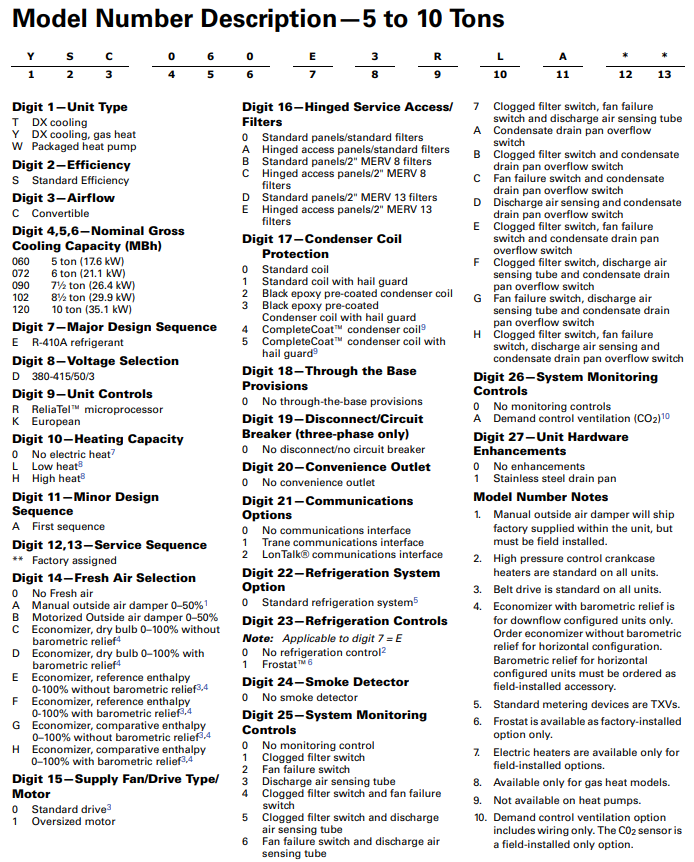 Model Number Description—5 to 10 Tons
Y S C 0 6 0 E 3 R L A * *
1 2 3 4 5 6 7 8 9 10 11 12 13
Digit 1—Unit Type
T DX cooling
Y DX cooling, gas heat
W Packaged heat pump
Digit 2—Efficiency
S Standard Efficiency
Digit 3—Airflow
C Convertible
Digit 4,5,6—Nominal Gross
Cooling Capacity (MBh)
060 5 ton (17.6 kW)
072 6 ton (21.1 kW)
090 7½ ton (26.4 kW)
102 8½ ton (29.9 kW)
120 10 ton (35.1 kW)
Digit 7—Major Design Sequence
E R-410A refrigerant
Digit 8—Voltage Selection
D 380-415/50/3
Digit 9—Unit Controls
R ReliaTel™ microprocessor
K European
Digit 10—Heating Capacity
0 No electric heat7
L Low heat8
H High heat8
Digit 11—Minor Design
Sequence
A First sequence
Digit 12,13—Service Sequence
** Factory assigned
Digit 14—Fresh Air Selection
0 No Fresh air
A Manual outside air damper 0–50%1
B Motorized Outside air damper 0–50%
C Economizer, dry bulb 0–100% without
barometric relief4
D Economizer, dry bulb 0–100% with
barometric relief4
E Economizer, reference enthalpy
0-100% without barometric relief3,4
F Economizer, reference enthalpy
0-100% with barometric relief3,4
G Economizer, comparative enthalpy
0–100% without barometric relief3,4
H Economizer, comparative enthalpy
0–100% with barometric relief3,4
Digit 15—Supply Fan/Drive Type/
Motor
0 Standard drive3
1 Oversized motor
Digit 16—Hinged Service Access/
Filters
0 Standard panels/standard filters
A Hinged access panels/standard filters
B Standard panels/2" MERV 8 filters
C Hinged access panels/2" MERV 8
filters
D Standard panels/2" MERV 13 filters
E Hinged access panels/2" MERV 13
filters
Digit 17—Condenser Coil
Protection
0 Standard coil
1 Standard coil with hail guard
2 Black epoxy pre-coated condenser coil
3 Black epoxy pre-coated
Condenser coil with hail guard
4 CompleteCoat™ condenser coil9
5 CompleteCoat™ condenser coil with
hail guard9
Digit 18—Through the Base
Provisions
0 No through-the-base provisions
Digit 19—Disconnect/Circuit
Breaker (three-phase only)
0 No disconnect/no circuit breaker
Digit 20—Convenience Outlet
0 No convenience outlet
Digit 21—Communications
Options
0 No communications interface
1 Trane communications interface
2 LonTalk® communications interface
Digit 22—Refrigeration System
Option
0 Standard refrigeration system5
Digit 23—Refrigeration Controls
Note: Applicable to digit 7 = E
0 No refrigeration control2
1 Frostat™ 6
Digit 24—Smoke Detector
0 No smoke detector
Digit 25—System Monitoring
Controls
0 No monitoring control
1 Clogged filter switch
2 Fan failure switch
3 Discharge air sensing tube
4 Clogged filter switch and fan failure
switch
5 Clogged filter switch and discharge
air sensing tube
6 Fan failure switch and discharge air
sensing tube
7 Clogged filter switch, fan failure
switch and discharge air sensing tube
A Condensate drain pan overflow
switch
B Clogged filter switch and condensate
drain pan overflow switch
C Fan failure switch and condensate
drain pan overflow switch
D Discharge air sensing and condensate
drain pan overflow switch
E Clogged filter switch, fan failure
switch and condensate drain pan
overflow switch
F Clogged filter switch, discharge air
sensing tube and condensate drain
pan overflow switch
G Fan failure switch, discharge air
sensing tube and condensate drain
pan overflow switch
H Clogged filter switch, fan failure
switch, discharge air sensing and
condensate drain pan overflow switch
Digit 26—System Monitoring
Controls
0 No monitoring controls
A Demand control ventilation (CO2)10
Digit 27—Unit Hardware
Enhancements
0 No enhancements
1 Stainless steel drain pan
Model Number Notes
1. Manual outside air damper will ship
factory supplied within the unit, but
must be field installed.
2. High pressure control crankcase
heaters are standard on all units.
3. Belt drive is standard on all units.
4. Economizer with barometric relief is
for downflow configured units only.
Order economizer without barometric
relief for horizontal configuration.
Barometric relief for horizontal
configured units must be ordered as
field-installed accessory.
5. Standard metering devices are TXVs.
6. Frostat is available as factory-installed
option only.
7. Electric heaters are available only for
field-installed options.
8. Available only for gas heat models.
9. Not available on heat pumps.
10. Demand control ventilation option
includes wiring only. The C02 sensor is
a field-installed only option.